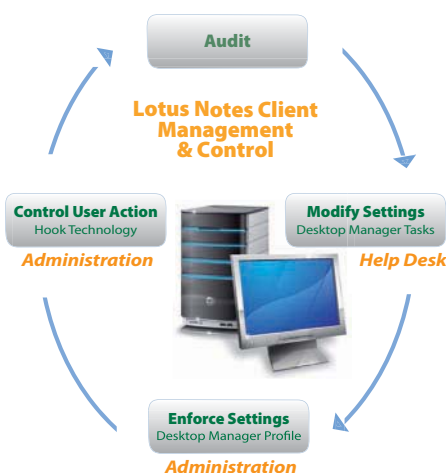 Audit
Lotus Notes Client
Management
& Control
Control User Action
Hook Technology
Administration
Modify Settings
Desktop Manager Tasks
Help Desk
Enforce Settings
Desktop Manager Profile
Administration